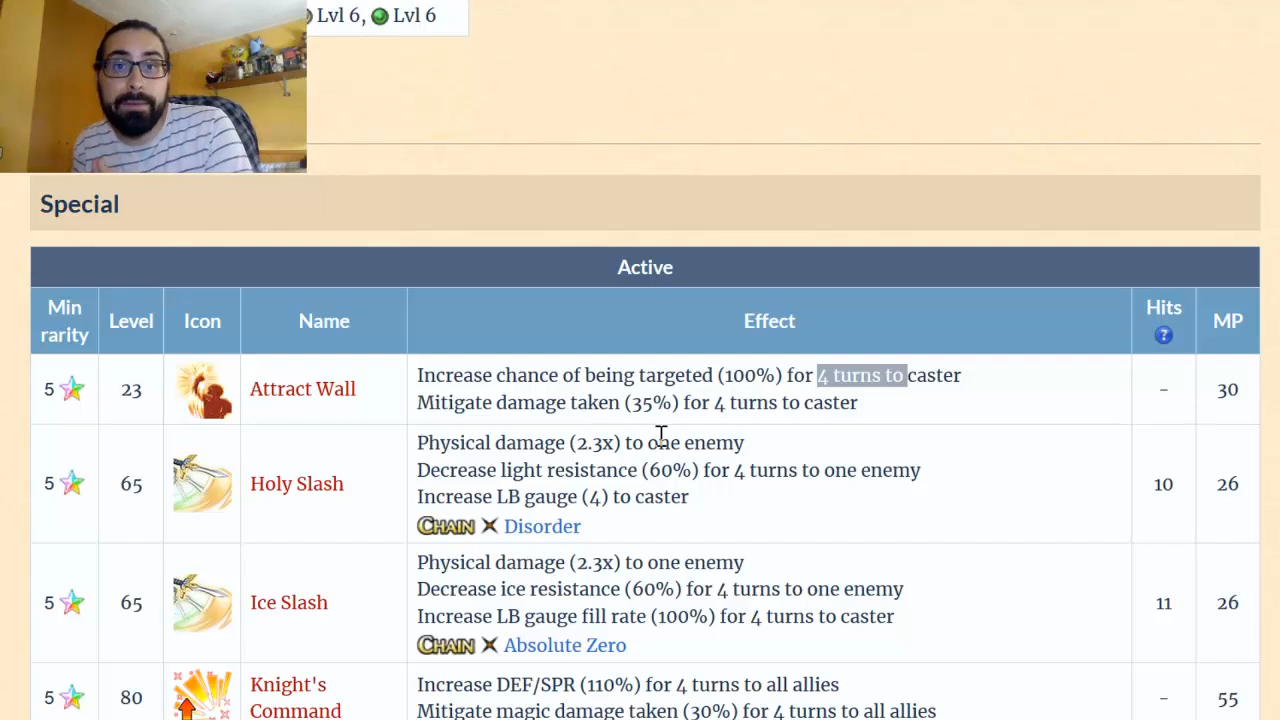 Lvl 6, Lvl 6
Special
Active
Min rarity Level Icon Name Effect Hits ? MP
5 23 Attract Wall Increase chance of being targeted (100%) for 4 turns to caster
Mitigate damage taken (35%) for 4 turns to caster
- 30
5 65 Holy Slash Physical damage (2.3x) to one enemy
Decrease light resistance (60%) for 4 turns to one enemy
Increase LB gauge (4) to caster
CHAIN Disorder
10 26
5 65 Ice Slash Physical damage (2.3x) to one enemy
Decrease ice resistance (60%) for 4 turns to one enemy
Increase LB gauge fill rate (100%) for 4 turns to caster
CHAIN Absolute Zero
11 26
5 80 Knight's Command Increase DEF/SPR (110%) for 4 turns to all allies
Mitigate magic damage taken (30%) for 4 turns to all allies
- 55